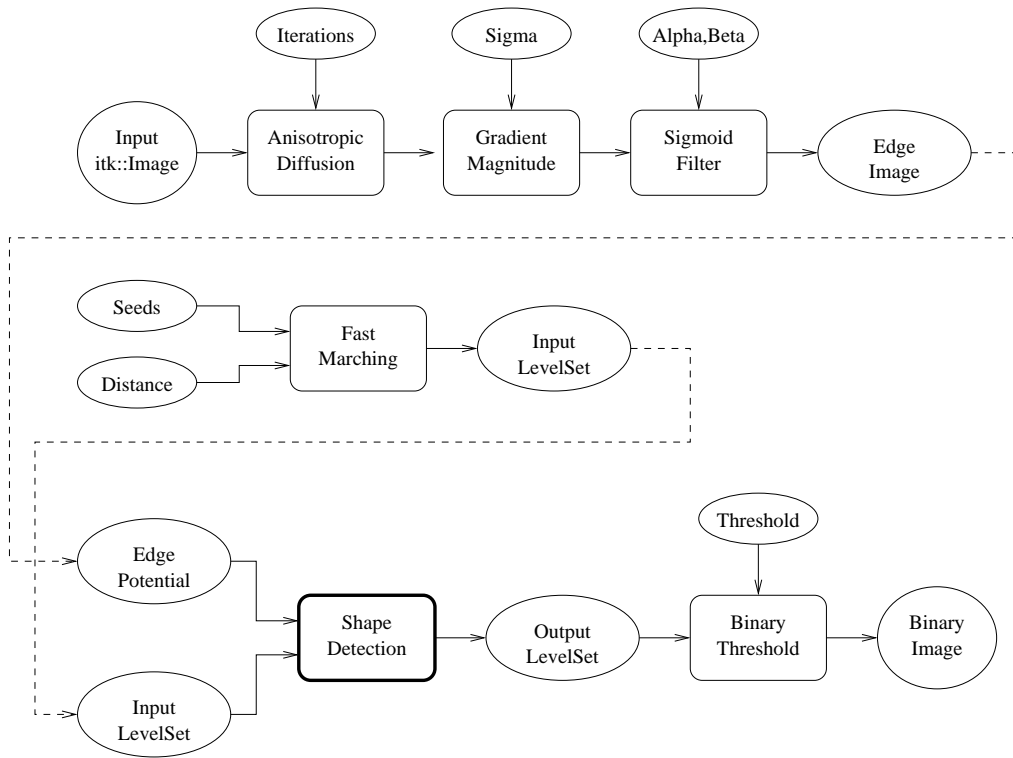 Iterations
Sigma
Alpha,Beta
Input
itk::Image
Anisotropic
Diffusion
Gradient
Magnitude
Sigmoid
Filter
Edge
Image
Seeds
Distance
Fast
Marching
Input
LevelSet
Threshold
Edge
Potential
Shape
Detection
Output
LevelSet
Binary
Threshold
Binary
Image
Input
LevelSet